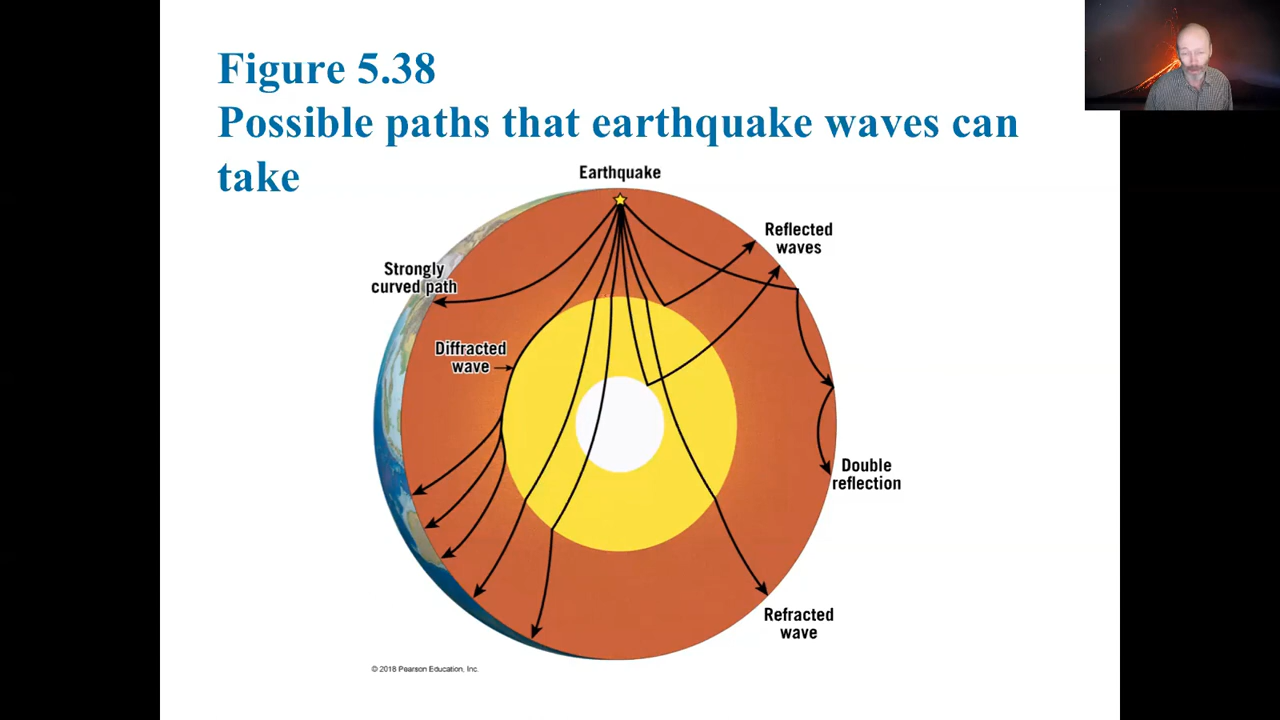 Figure 5.38
Possible paths that earthquake waves can
take
Earthquake
Reflected
waves
Strongly
curved path
Diffracted
wave
Double
reflection
Refracted
wave
© 2018 Pearson Education, Inc.